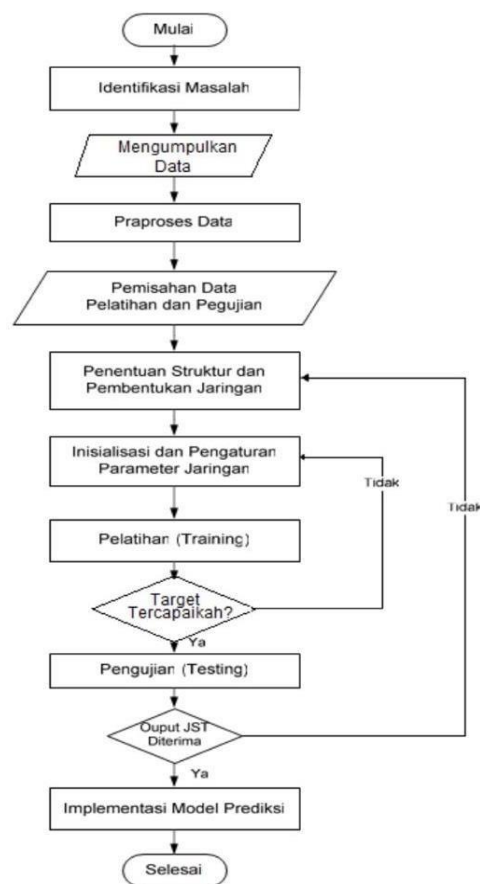 Mulai
Identifikasi Masalah
Mengumpulkan
Data
Praproses Data
Pemisahan Data
Pelatihan dan Pegujian
Penentuan Struktur dan
Pembentukan Jaringan
Inisialisasi dan Pengaturan
Parameter Jaringan
Tidak
Tidak
Pelatihan (Training)
Target
Tercapaikah?
Ya
Pengujian (Testing)
Ouput JST
Diterima
Ya
Implementasi Model Prediksi
Selesai